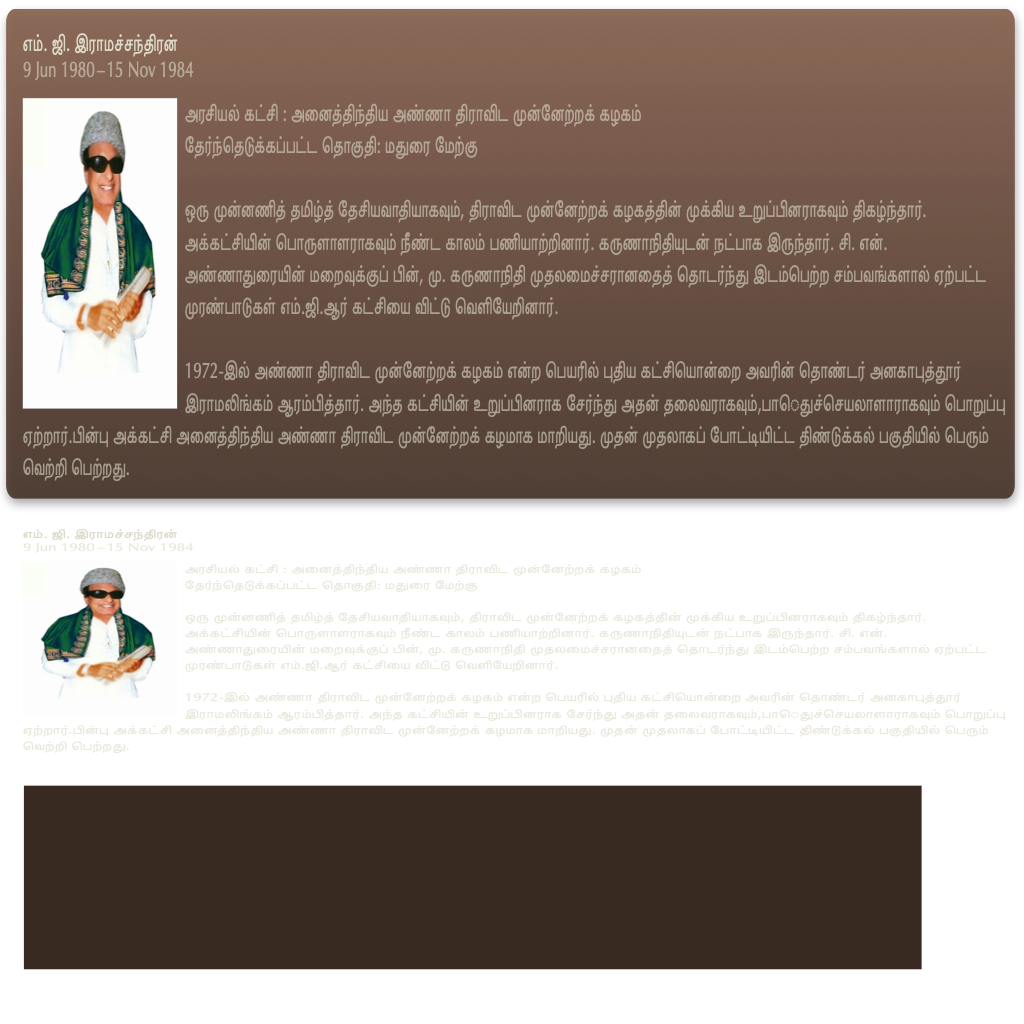 எம். ஜி. இராமச்சந்திரன்
9 Jun 1980–15 Nov 1984
அரசியல் கட்சி : அனைத்திந்திய அண்ணா திராவிட முன்னேற்றக் கழகம்
தேர்ந்தெடுக்கப்பட்ட தொகுதி: மதுரை மேற்கு
ஒரு முன்னணித் தமிழ்த் தேசியவாதியாகவும், திராவிட முன்னேற்றக் கழகத்தின் முக்கிய உறுப்பினராகவும் திகழ்ந்தார்.
அக்கட்சியின் பொருளாளராகவும் நீண்ட காலம் பணியாற்றினார். கருணாநிதியுடன் நட்பாக இருந்தார். சி. என்.
அண்ணாதுரையின் மறைவுக்குப் பின், மு. கருணாநிதி முதலமைச்சரானதைத் தொடர்ந்து இடம்பெற்ற சம்பவங்களால் ஏற்பட்ட
முரண்பாடுகள் எம்.ஜி.ஆர் கட்சியை விட்டு வெளியேறினார்.
1972-இல் அண்ணா திராவிட முன்னேற்றக் கழகம் என்ற பெயரில் புதிய கட்சியொன்றை அவரின் தொண்டர் அனகாபுத்தூர்
இராமலிங்கம் ஆரம்பித்தார். அந்த கட்சியின் உறுப்பினராக சேர்ந்து அதன் தலைவராகவும்,பாெதுச்செயலாளாராகவும் பொறுப்பு
ஏற்றார்.பின்பு அக்கட்சி அனைத்திந்திய அண்ணா திராவிட முன்னேற்றக் கழமாக மாறியது. முதன் முதலாகப் போட்டியிட்ட திண்டுக்கல் பகுதியில் பெரும்
வெற்றி பெற்றது.
எம். ஜி. இராமச்சந்திரன்
9 Jun 1980–15 Nov 1984
அரசியல் கட்சி : அனைத்திந்திய அண்ணா திராவிட முன்னேற்றக் கழகம்
தேர்ந்தெடுக்கப்பட்ட தொகுதி: மதுரை மேற்கு
ஒரு முன்னணித் தமிழ்த் தேசியவாதியாகவும், திராவிட முன்னேற்றக் கழகத்தின் முக்கிய உறுப்பினராகவும் திகழ்ந்தார்.
அக்கட்சியின் பொருளாளராகவும் நீண்ட காலம் பணியாற்றினார். கருணாநிதியுடன் நட்பாக இருந்தார். சி. என்.
அண்ணாதுரையின் மறைவுக்குப் பின், மு. கருணாநிதி முதலமைச்சரானதைத் தொடர்ந்து இடம்பெற்ற சம்பவங்களால் ஏற்பட்ட
முரண்பாடுகள் எம்.ஜி.ஆர் கட்சியை விட்டு வெளியேறினார்.
1972-இல் அண்ணா திராவிட முன்னேற்றக் கழகம் என்ற பெயரில் புதிய கட்சியொன்றை அவரின் தொண்டர் அனகாபுத்தூர்
இராமலிங்கம் ஆரம்பித்தார். அந்த கட்சியின் உறுப்பினராக சேர்ந்து அதன் தலைவராகவும்,பாெதுச்செயலாளாராகவும் பொறுப்பு
ஏற்றார்.பின்பு அக்கட்சி அனைத்திந்திய அண்ணா திராவிட முன்னேற்றக் கழமாக மாறியது. முதன் முதலாகப் போட்டியிட்ட திண்டுக்கல் பகுதியில் பெரும்
வெற்றி பெற்றது.